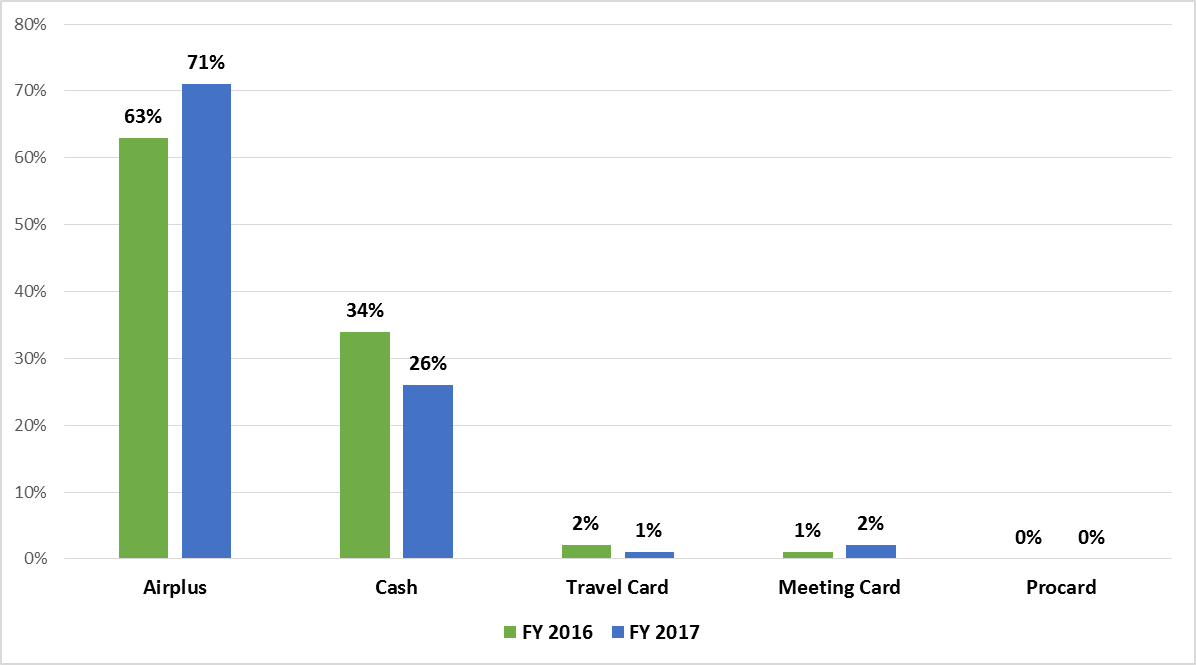 80%
70%
60%
50%
40%
30%
20%
10%
0%
63%
71%
34%
26%
2%
1%
1%
2%
0%
0%
Airplus
Cash
Travel Card
Meeting Card
Procard
FY 2016
FY 2017